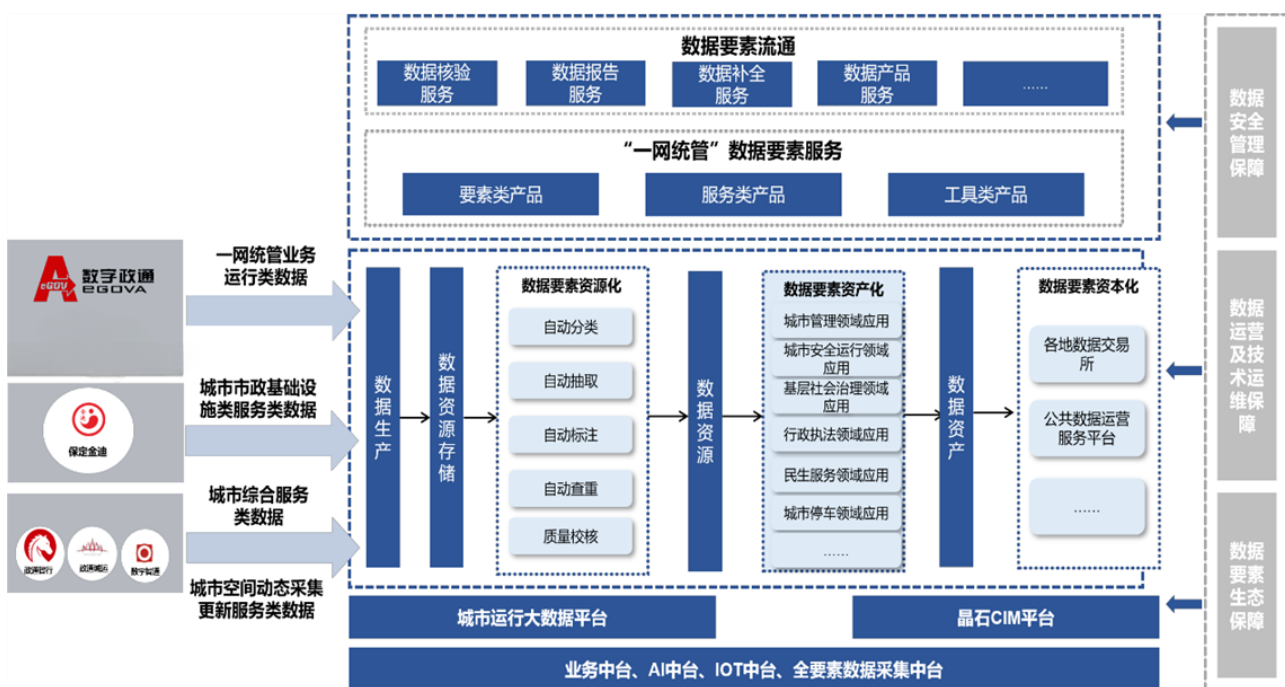 数据要素流通
数据核验
服务
数据报告
服务
数据补全
服务
数据产品
服务
......
“一网统管”数据要素服务
要素类产品
服务类产品
工具类产品
数字政通
eGOV
eGOVA
保定金迪
政通智行
政通城运
数字智通
一网统管业务
运行类数据
城市市政基础设
施类服务类数据
城市综合服务
类数据
城市空间动态采集
更新服务类数据
数据生产
数据资源存储
数据要素资源化
自动分类
自动抽取
自动标注
自动查重
质量校核
数据资源
数据要素资产化
城市管理领域应用
城市安全运行领域
应用
基层社会治理领域
应用
行政执法领域应用
民生服务领域应用
城市停车领域应用
......
数据资产
数据要素资本化
各地数据交易
所
公共数据运营
服务平台
......
城市运行大数据平台
晶石CIM平台
业务中台、AI中台、IOT中台、全要素数据采集中台
数据
安全
管理
保障
数据
运营
及技
术运
维保
障
数据
要素
生态
保障